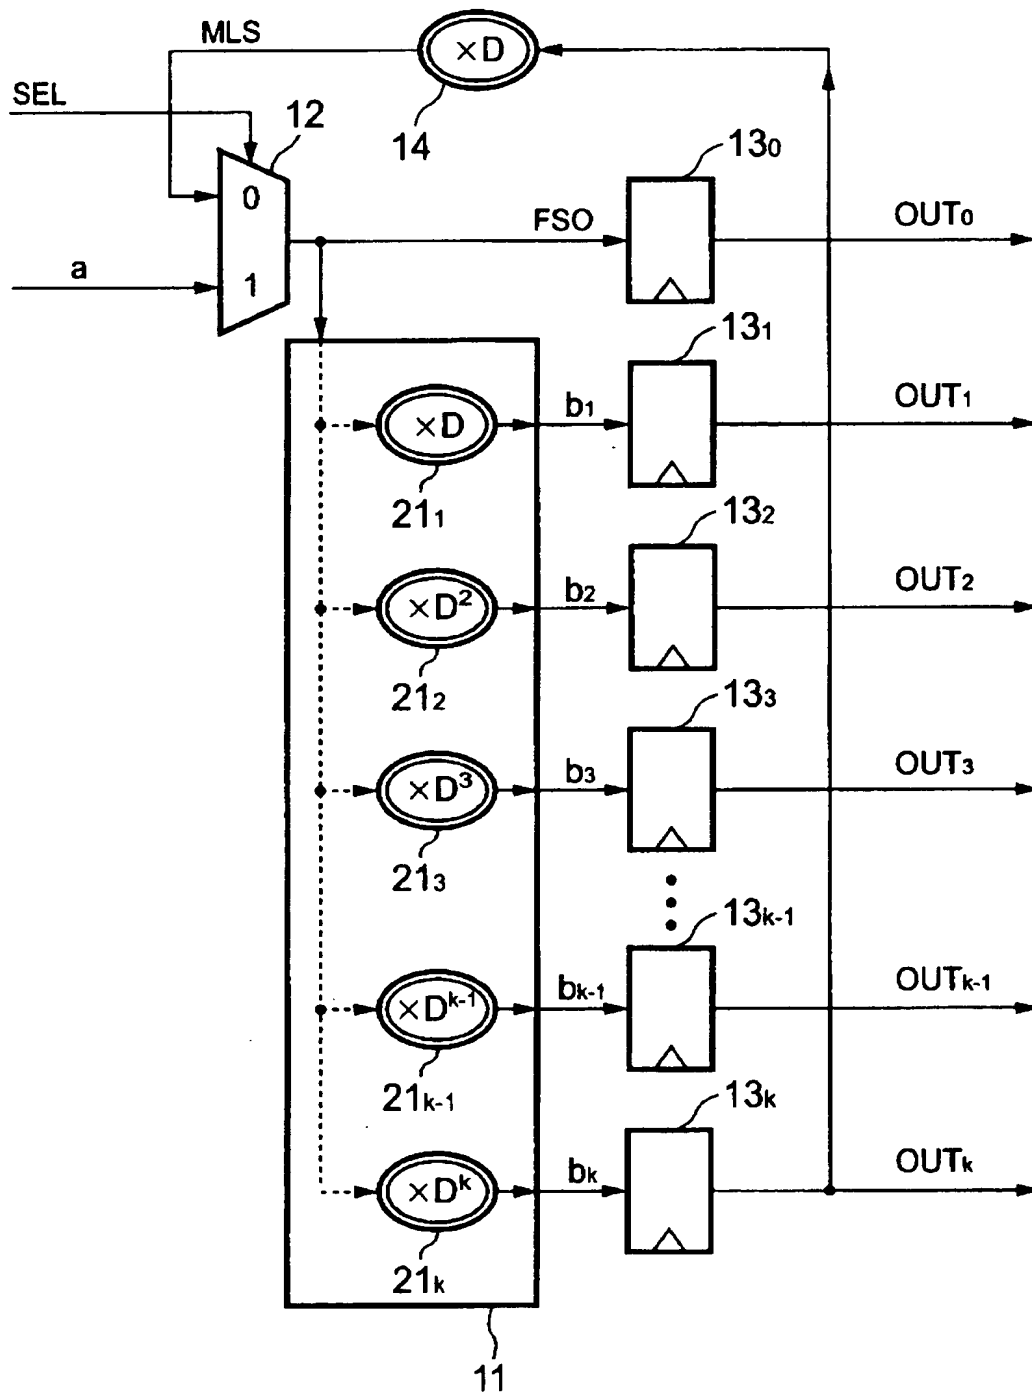 MLS
×D
SEL
12
14
13₀
0
FSO
OUT₀
a
1
13₁
×D
b₁
OUT₁
21₁
13₂
×D²
b₂
OUT₂
21₂
13₃
×D³
b₃
OUT₃
21₃
13ₖ₋₁
×Dᵏ⁻¹
bₖ₋₁
OUTₖ₋₁
21ₖ₋₁
13ₖ
×Dᵏ
bₖ
OUTₖ
21ₖ
11